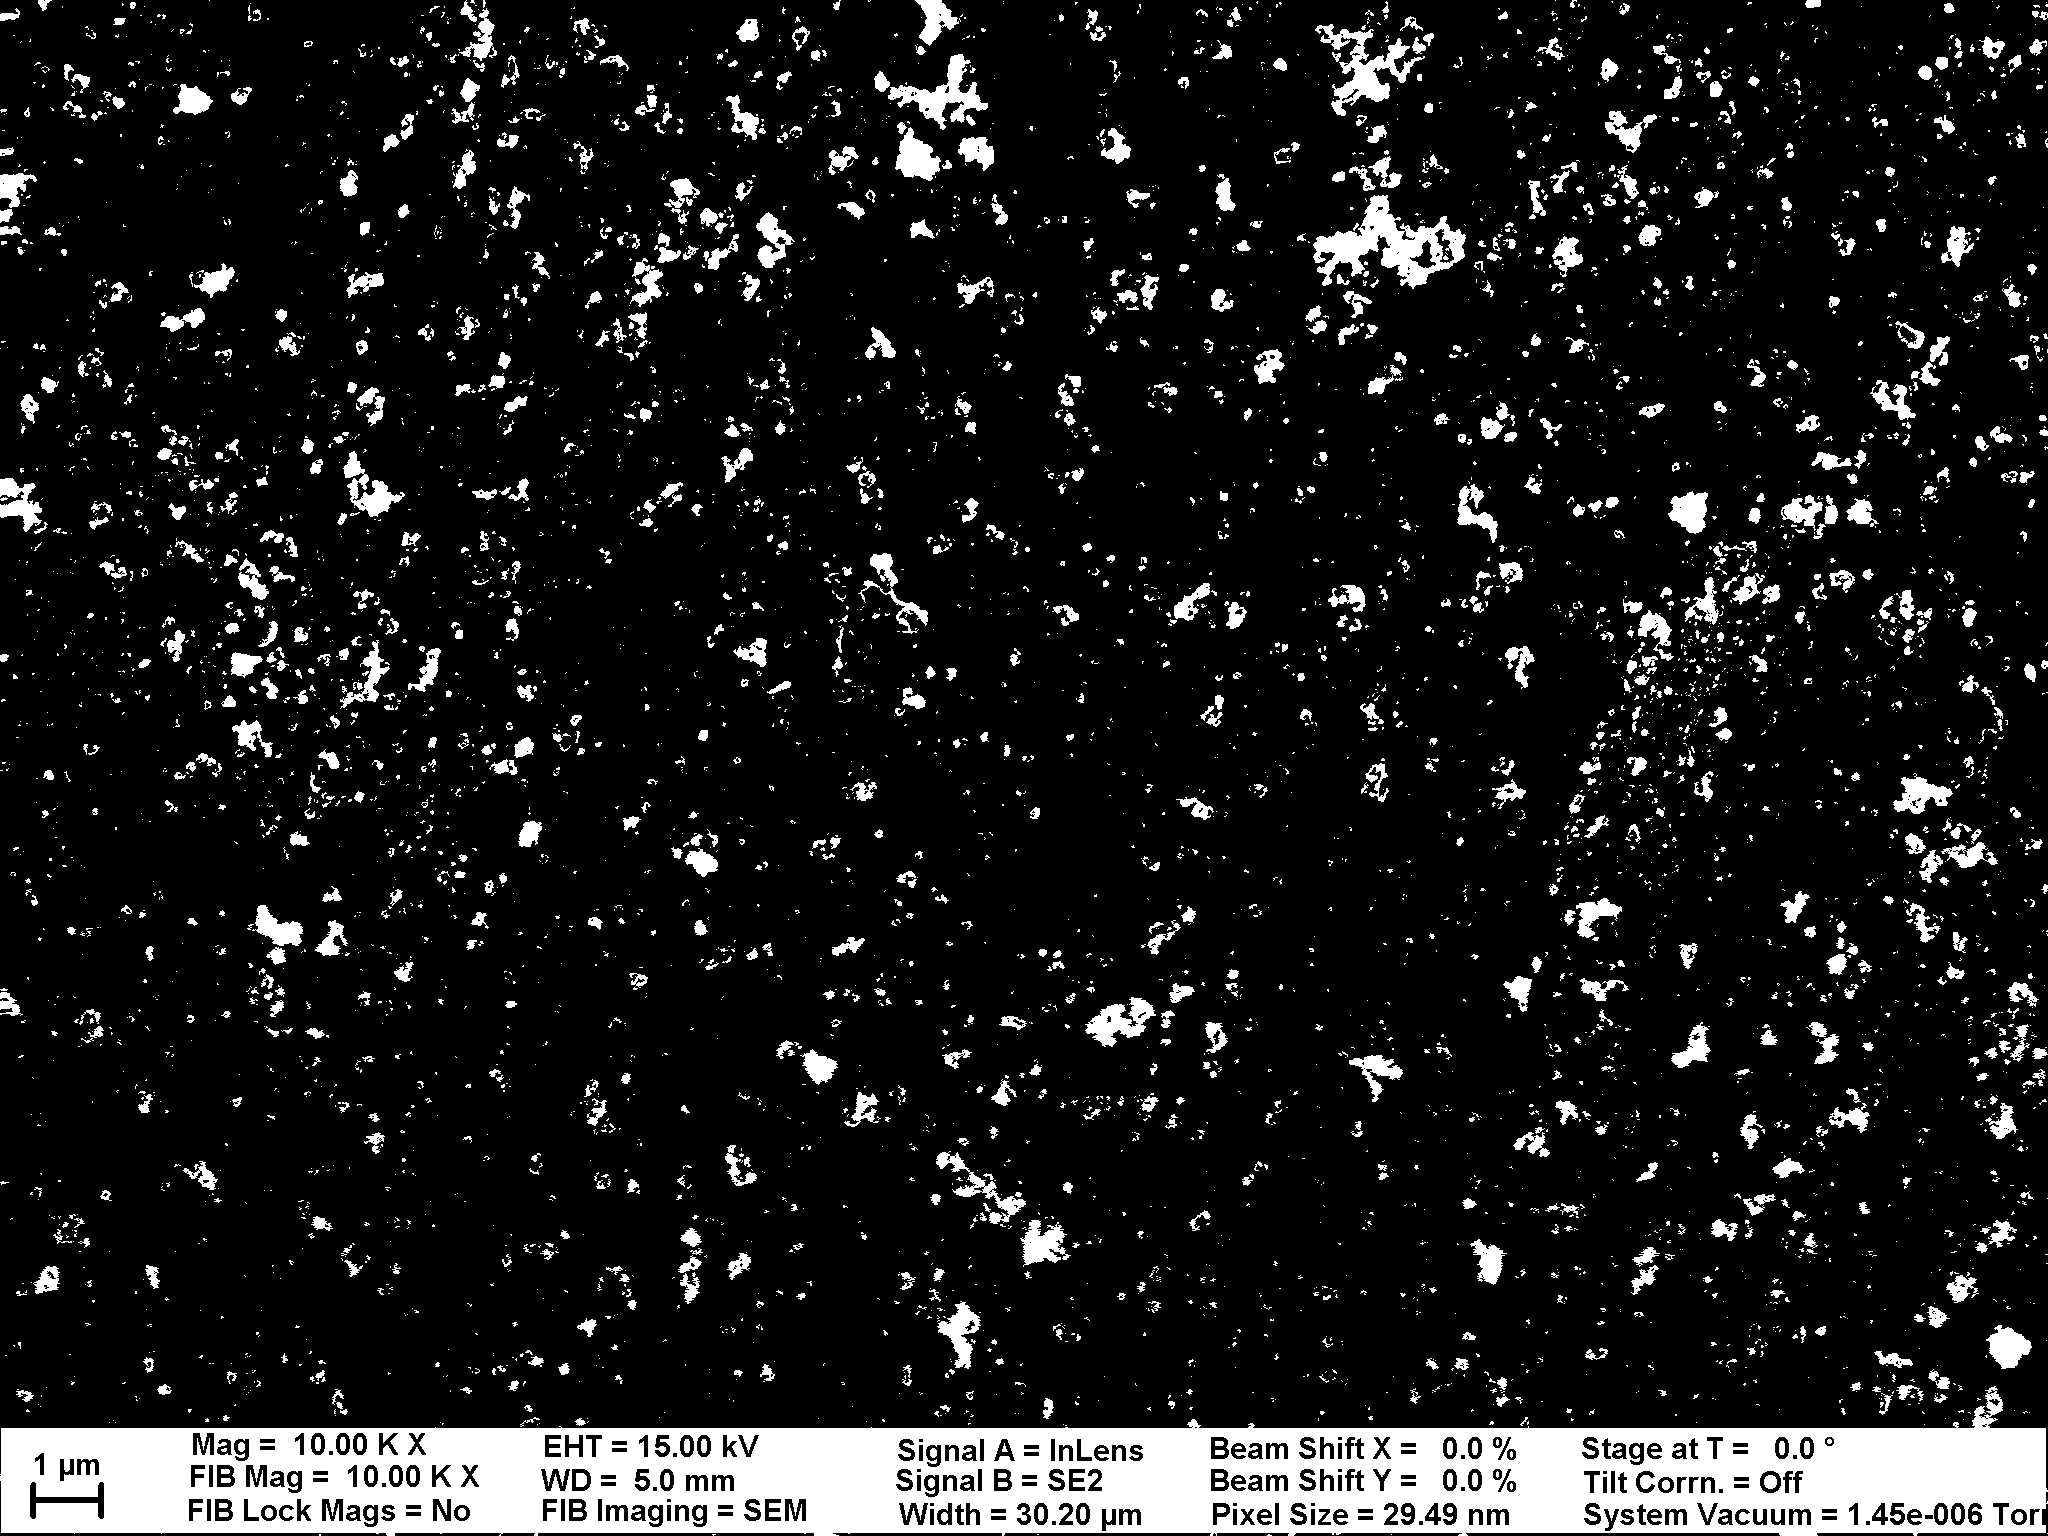 1 µm
Mag = 10.00 K X
FIB Mag = 10.00 K X
FIB Lock Mags = No
EHT = 15.00 kV
WD = 5.0 mm
FIB Imaging = SEM
Signal A = InLens
Signal B = SE2
Width = 30.20 µm
Beam Shift X = 0.0 %
Beam Shift Y = 0.0 %
Pixel Size = 29.49 nm
Stage at T = 0.0 °
Tilt Corrn. = Off
System Vacuum = 1.45e-006 Torr